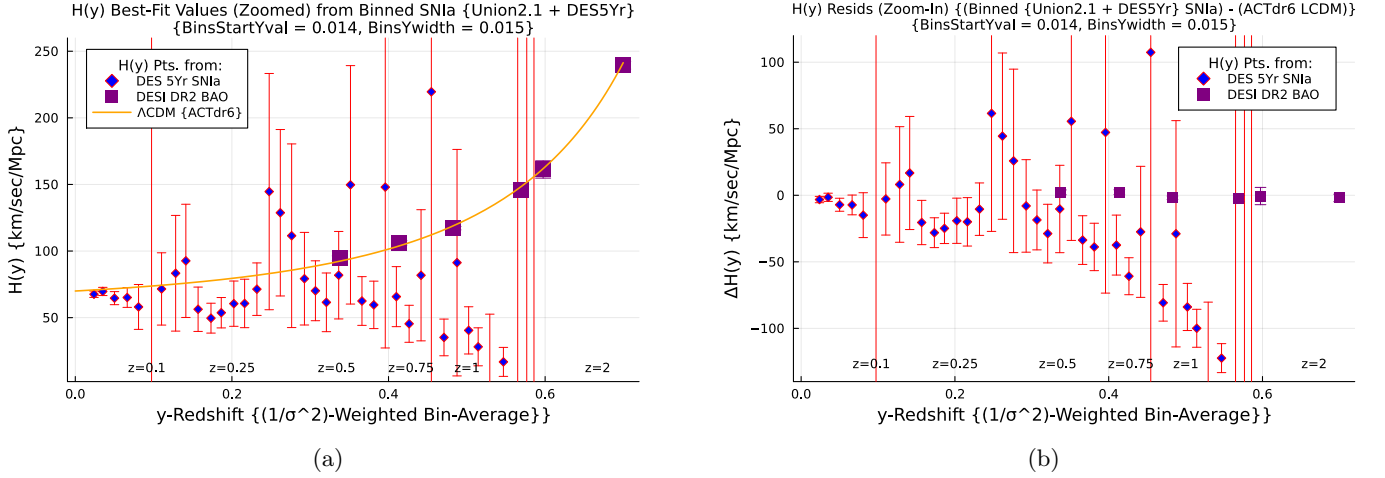 H(y) Best-Fit Values (Zoomed) from Binned SNIa {Union2.1 + DES5Yr}
{BinsStartYval = 0.014, BinsYwidth = 0.015}
250
200
150
100
50
H(y) {km/sec/Mpc}
H(y) Pts. from:
DES 5Yr SNIa
DESI DR2 BAO
ΛCDM {ACTdr6}
z=0.1
z=0.25
z=0.5
z=0.75
z=1
z=2
0.0
0.2
0.4
0.6
y-Redshift {(1/σ^2)-Weighted Bin-Average}}
(a)
H(y) Resids (Zoom-In) {(Binned {Union2.1 + DES5Yr} SNIa) - (ACTdr6 LCDM)}
{BinsStartYval = 0.014, BinsYwidth = 0.015}
100
50
0
−50
−100
ΔH(y) {km/sec/Mpc}
H(y) Pts. from:
DES 5Yr SNIa
DESI DR2 BAO
z=0.1
z=0.25
z=0.5
z=0.75
z=1
z=2
0.0
0.2
0.4
0.6
y-Redshift {(1/σ^2)-Weighted Bin-Average}}
(b)